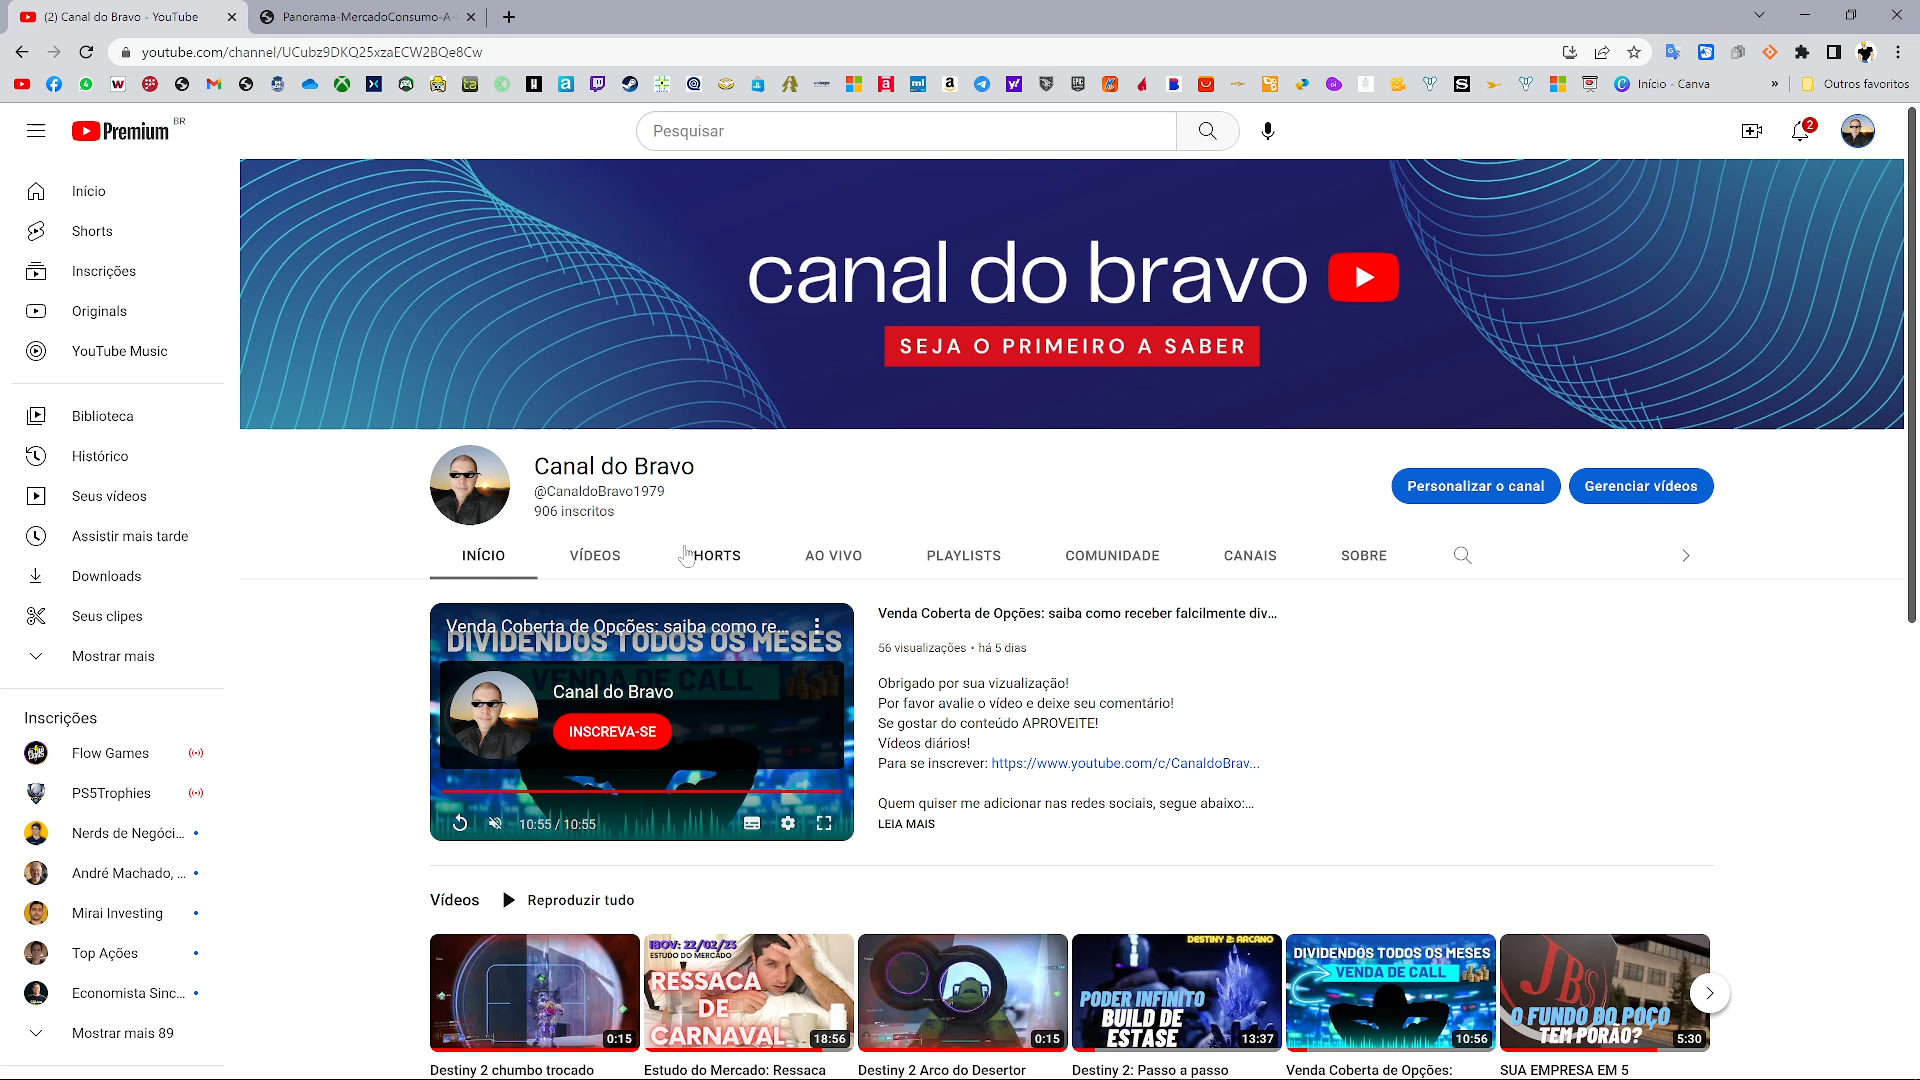 (2) Canal do Bravo - YouTube
Panorama-MercadoConsumo-A-
youtube.com/channel/UCubz9DKQ25xzaECW2BQe8Cw
Início - Canva
»
Outros favoritos
Premium
BR
Pesquisar
2
Início
Shorts
Inscrições
Originals
YouTube Music
Biblioteca
Histórico
Seus vídeos
Assistir mais tarde
Downloads
Seus clipes
Mostrar mais
Inscrições
Flow Games
PS5Trophies
Nerds de Negóci...
André Machado, ...
Mirai Investing
Top Ações
Economista Sinc...
Mostrar mais 89
canal do bravo
SEJA O PRIMEIRO A SABER
Canal do Bravo
@CanaldoBravo1979
906 inscritos
Personalizar o canal
Gerenciar vídeos
INÍCIO
VÍDEOS
HORTS
AO VIVO
PLAYLISTS
COMUNIDADE
CANAIS
SOBRE
Venda Coberta de Opções: saiba como re...
DIVIDENDOS TODOS OS MESES
VENDA DE CALL
Canal do Bravo
INSCREVA-SE
10:55 / 10:55
Venda Coberta de Opções: saiba como receber falcilmente div...
56 visualizações • há 5 dias
Obrigado por sua vizualização!
Por favor avalie o vídeo e deixe seu comentário!
Se gostar do conteúdo APROVEITE!
Vídeos diários!
Para se inscrever: https://www.youtube.com/c/CanaldoBrav...
Quem quiser me adicionar nas redes sociais, segue abaixo:...
LEIA MAIS
Vídeos
Reproduzir tudo
0:15
Destiny 2 chumbo trocado
IBOV: 22/02/23
ESTUDO DO MERCADO
RESSACA
DE
CARNAVAL
18:56
Estudo do Mercado: Ressaca
0:15
Destiny 2 Arco do Desertor
DESTINY 2: ARCANO
PODER INFINITO
BUILD DE
ESTASE
13:37
Destiny 2: Passo a passo
DIVIDENDOS TODOS OS MESES
VENDA DE CALL
10:56
Venda Coberta de Opções:
JBS
O FUNDO DO POÇO
TEM PORÃO?
5:30
SUA EMPRESA EM 5